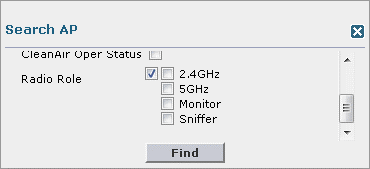 Search AP
CleanAir Oper Status
Radio Role 2.4GHz
5GHz
Monitor
Sniffer
Find